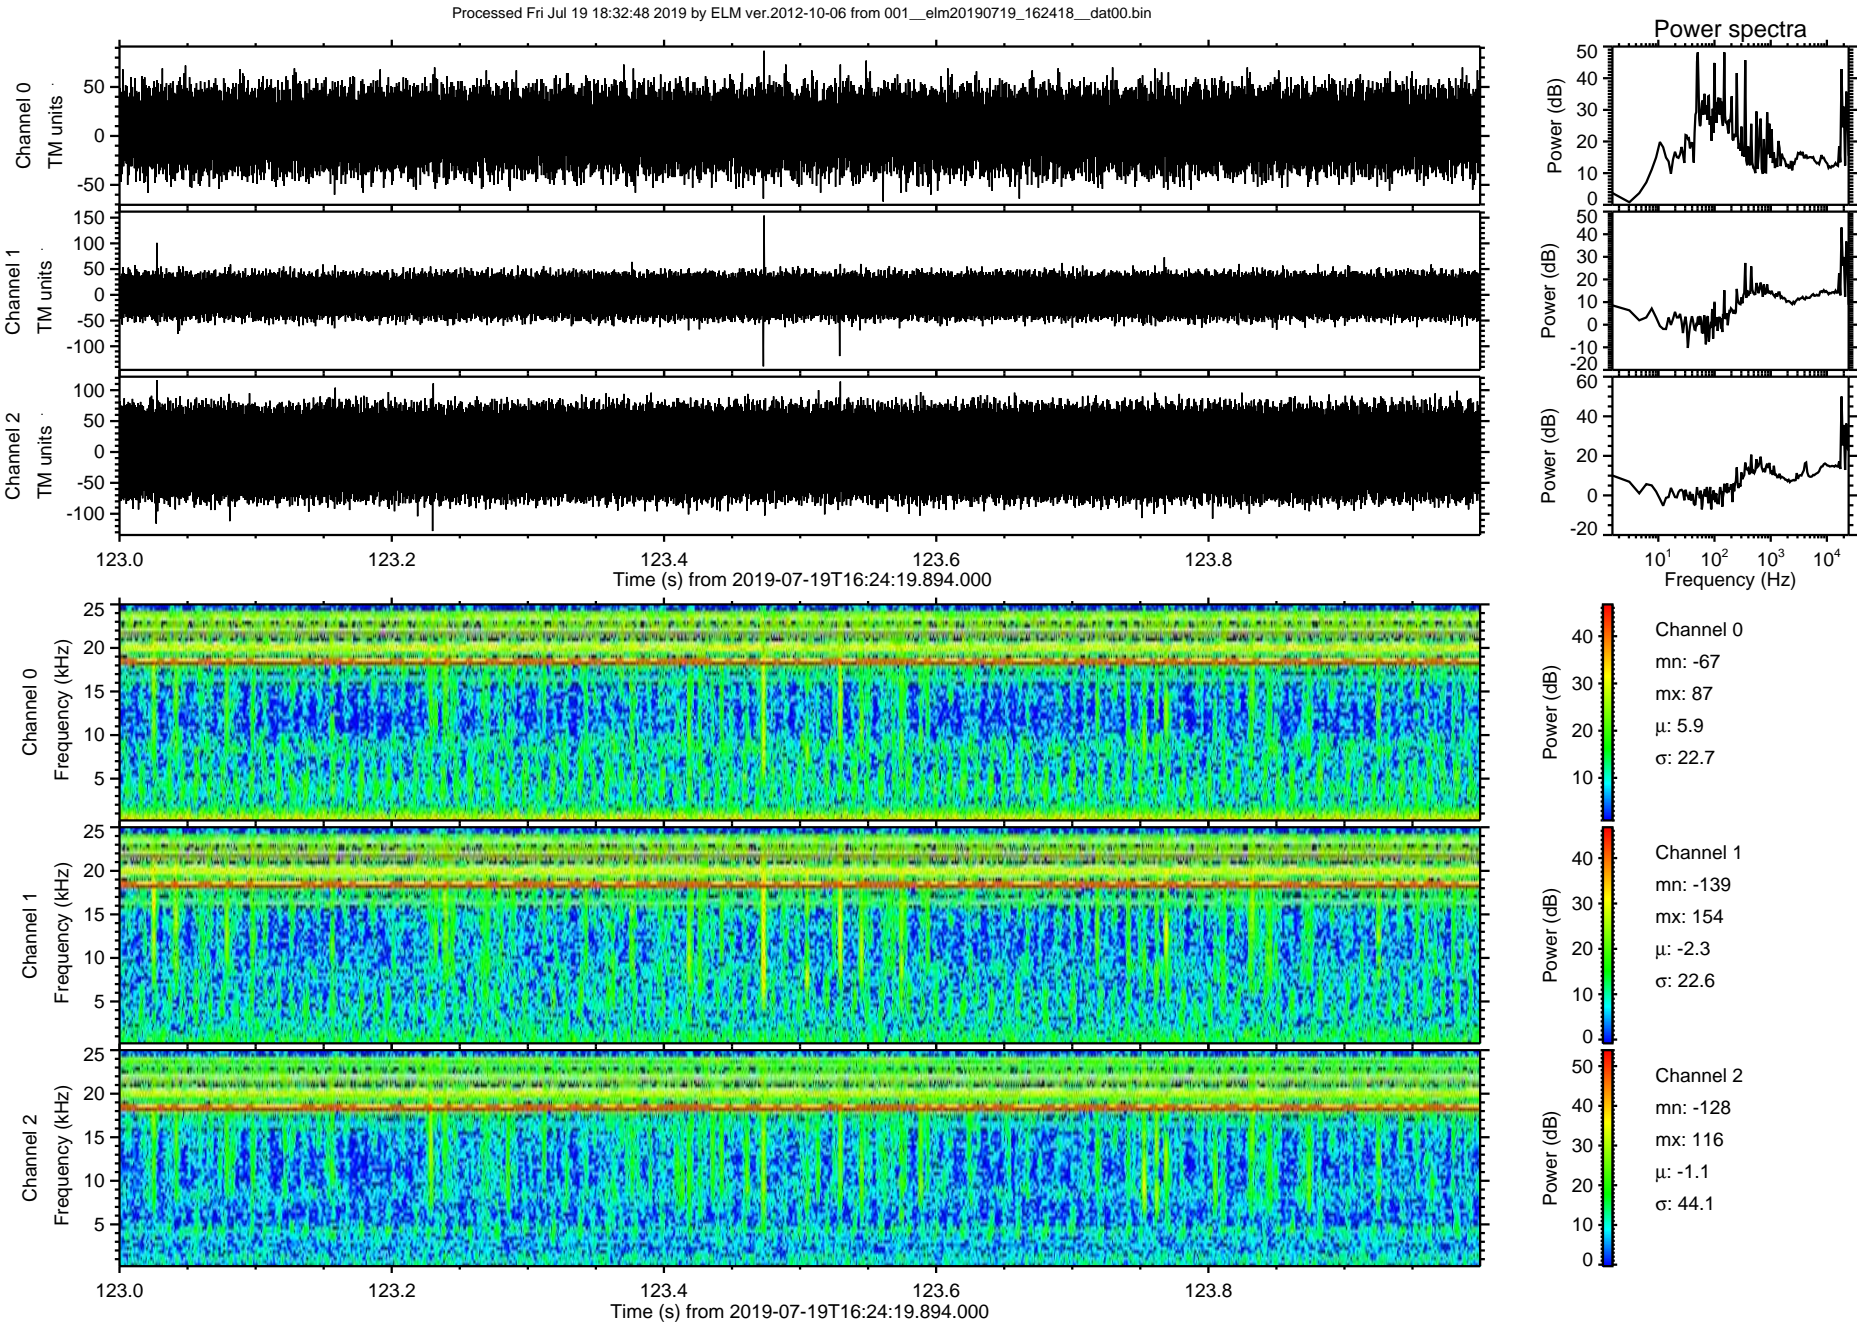 Processed Fri Jul 19 18:32:48 2019 by ELM ver.2012-10-06 from 001__elm20190719_162418__dat00.bin
Power spectra
Channel 0
TM units
50
0
-50
Power (dB)
50
40
30
20
10
0
Channel 1
TM units
150
100
50
0
-50
-100
Power (dB)
50
40
30
20
10
0
-10
-20
Channel 2
TM units
100
50
0
-50
-100
Power (dB)
60
40
20
0
-20
123.0 123.2 123.4 123.6 123.8
Time (s) from 2019-07-19T16:24:19.894.000
10^1 10^2 10^3 10^4
Frequency (Hz)
Channel 0
Frequency (kHz)
25
20
15
10
5
Power (dB)
40
30
20
10
Channel 0
mn: -67
mx: 87
µ: 5.9
σ: 22.7
Channel 1
Frequency (kHz)
25
20
15
10
5
Power (dB)
40
30
20
10
0
Channel 1
mn: -139
mx: 154
µ: -2.3
σ: 22.6
Channel 2
Frequency (kHz)
25
20
15
10
5
Power (dB)
50
40
30
20
10
0
Channel 2
mn: -128
mx: 116
µ: -1.1
σ: 44.1
123.0 123.2 123.4 123.6 123.8
Time (s) from 2019-07-19T16:24:19.894.000